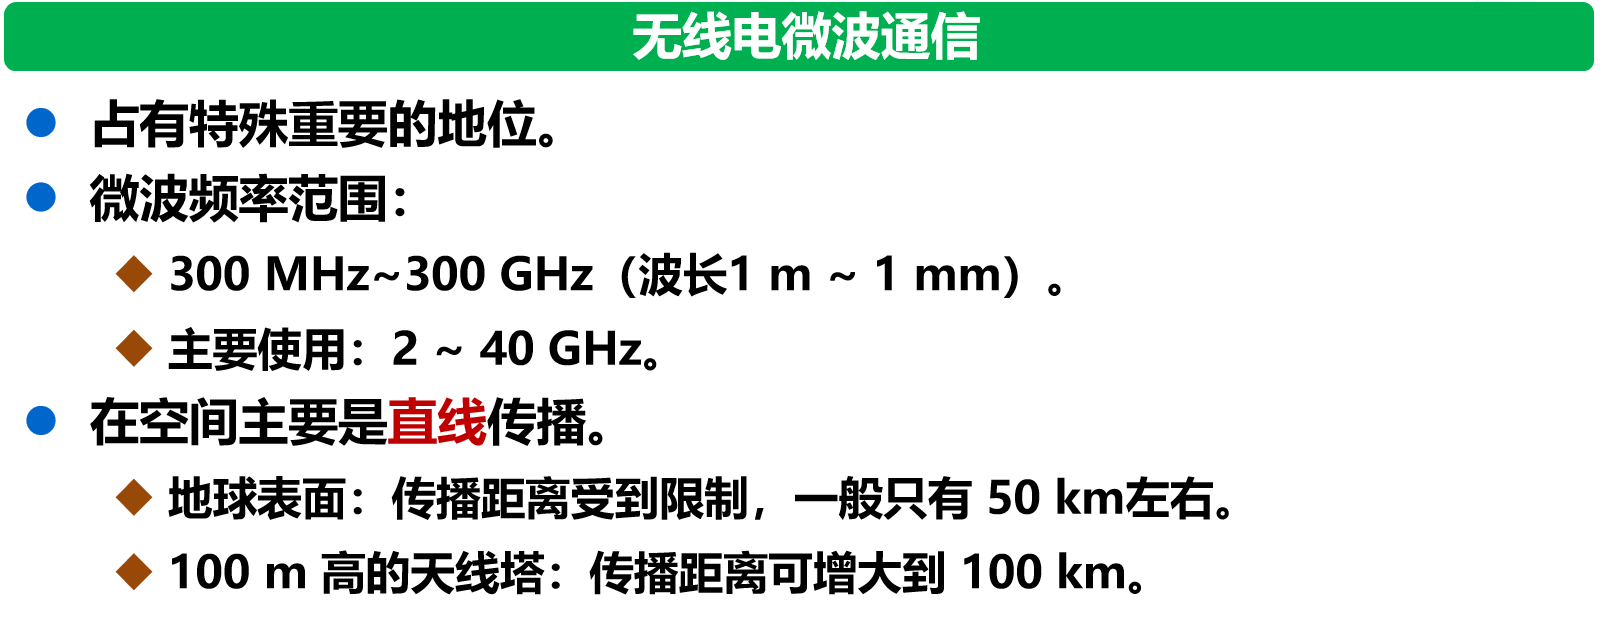 无线电微波通信
占有特殊重要的地位。
微波频率范围：
300 MHz~300 GHz（波长1 m ~ 1 mm）。
主要使用：2 ~ 40 GHz。
在空间主要是直线传播。
地球表面：传播距离受到限制，一般只有 50 km左右。
100 m 高的天线塔：传播距离可增大到 100 km。